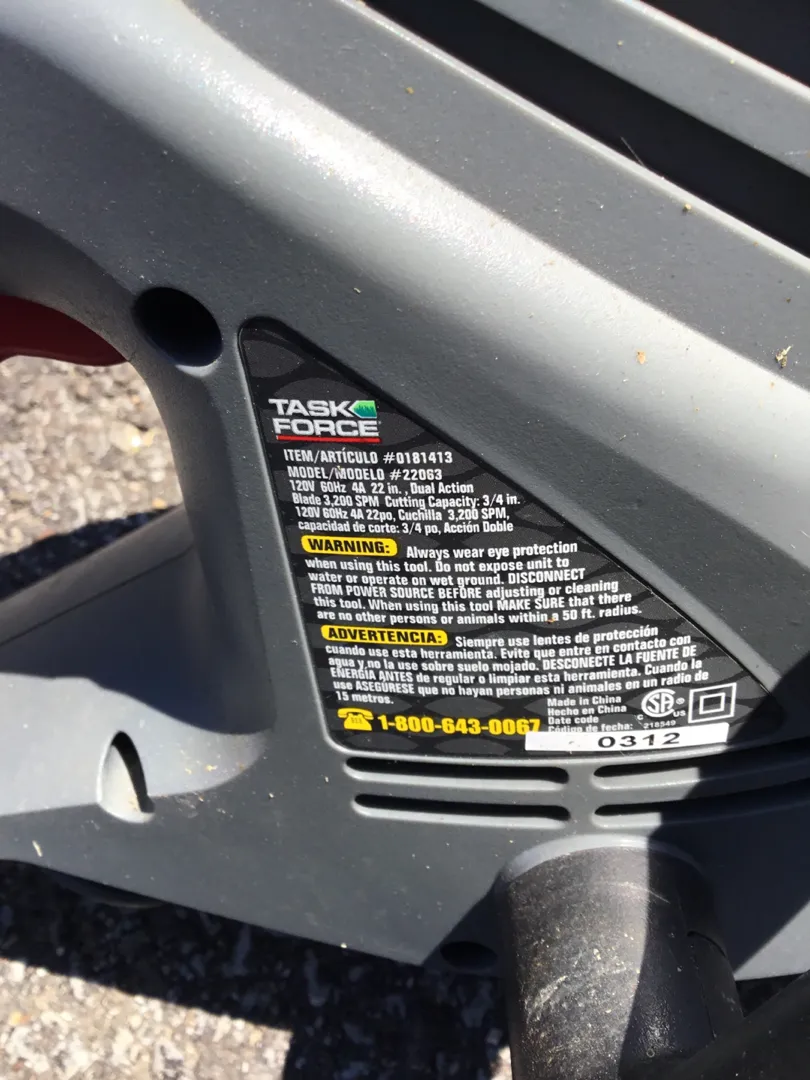 TASK
FORCE
ITEM/ARTÍCULO #0181413
MODEL/MODELO #22063
120V 60Hz 4A 22 in., Dual Action
Blade 3,200 SPM Cutting Capacity: 3/4 in.
120V 60Hz 4A 22po, Cuchilla 3,200 SPM,
capacidad de corte: 3/4 po, Acción Doble
WARNING: Always wear eye protection
when using this tool. Do not expose unit to
water or operate on wet ground. DISCONNECT
FROM POWER SOURCE BEFORE adjusting or cleaning
this tool. When using this tool MAKE SURE that there
are no other persons or animals within a 50 ft. radius.
ADVERTENCIA: Siempre use lentes de protección
cuando use esta herramienta. Evite que entre en contacto con
agua y no la use sobre suelo mojado. DESCONECTE LA FUENTE DE
ENERGÍA ANTES de regular o limpiar esta herramienta. Cuando la
use ASEGÚRESE que no hayan personas ni animales en un radio de
15 metros.
Made in China
Hecho en China
Date code
Código de fecha:
1-800-643-0067
C SA ® US
218549
0312